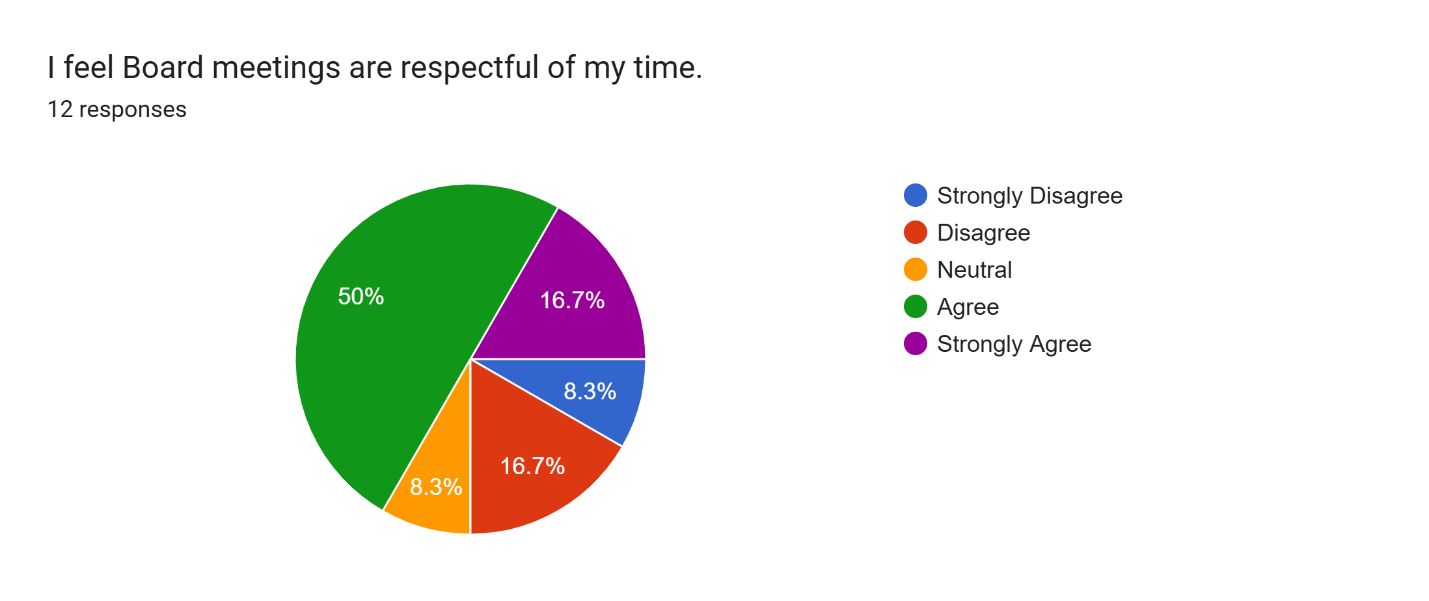 I feel Board meetings are respectful of my time.
12 responses
50%
16.7%
8.3%
16.7%
8.3%
Strongly Disagree
Disagree
Neutral
Agree
Strongly Agree